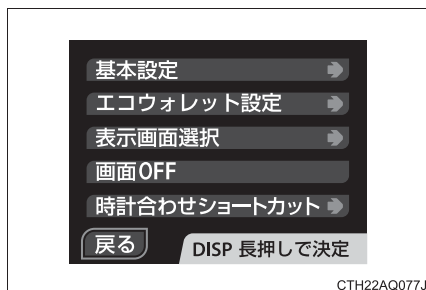 基本設定
エコウォレット設定
表示画面選択
画面OFF
時計合わせショートカット
戻る
DISP 長押しで決定
CTH22AQ077J